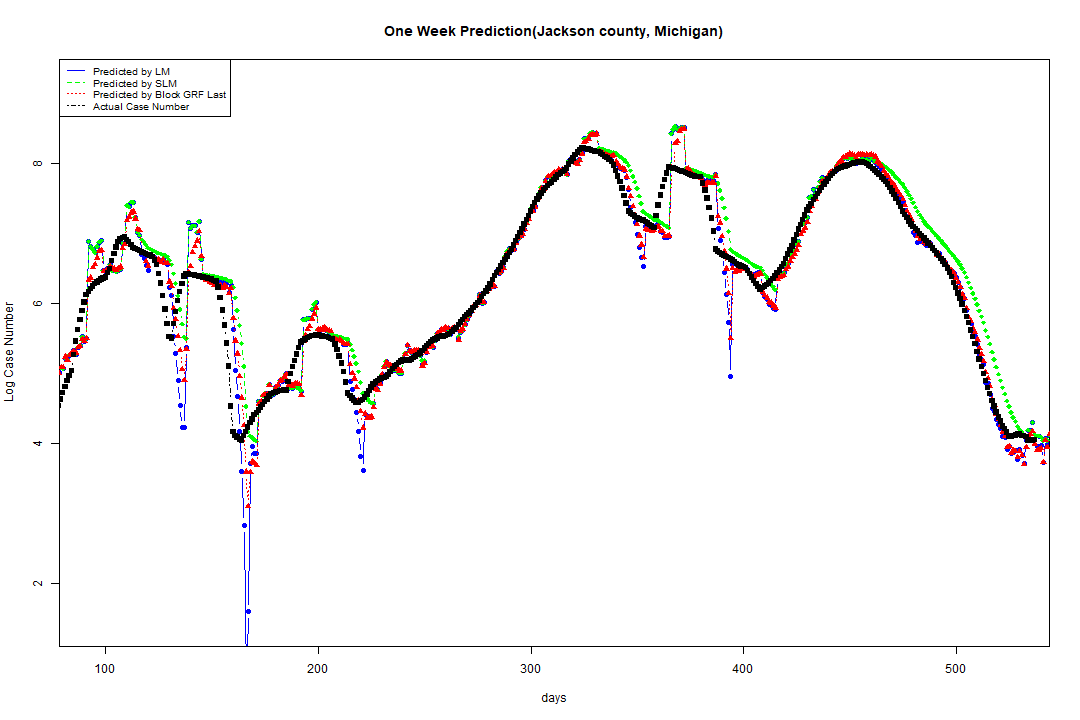 One Week Prediction(Jackson county, Michigan)
Predicted by LM
Predicted by SLM
Predicted by Block GRF Last
Actual Case Number
Log Case Number
8
6
4
2
100 200 300 400 500
days